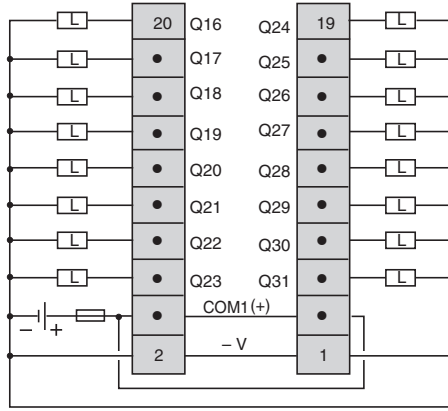 L 20 Q16 Q24 19 L
L Q17 Q25 L
L Q18 Q26 L
L Q19 Q27 L
L Q20 Q28 L
L Q21 Q29 L
L Q22 Q30 L
L Q23 Q31 L
− + COM1 (+)
2 − V 1